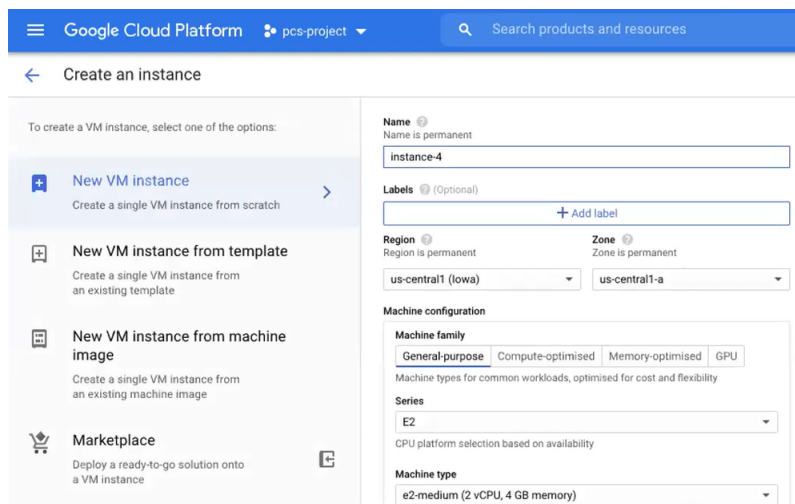 Google Cloud Platform pcs-project Search products and resources
Create an instance
To create a VM instance, select one of the options:
New VM instance
Create a single VM instance from scratch
New VM instance from template
Create a single VM instance from
an existing template
New VM instance from machine
image
Create a single VM instance from
an existing machine image
Marketplace
Deploy a ready-to-go solution onto
a VM instance
Name
Name is permanent
instance-4
Labels (Optional)
+ Add label
Region
Region is permanent
us-central1 (Iowa)
Zone
Zone is permanent
us-central1-a
Machine configuration
Machine family
General-purpose Compute-optimised Memory-optimised GPU
Machine types for common workloads, optimised for cost and flexibility
Series
E2
CPU platform selection based on availability
Machine type
e2-medium (2 vCPU, 4 GB memory)